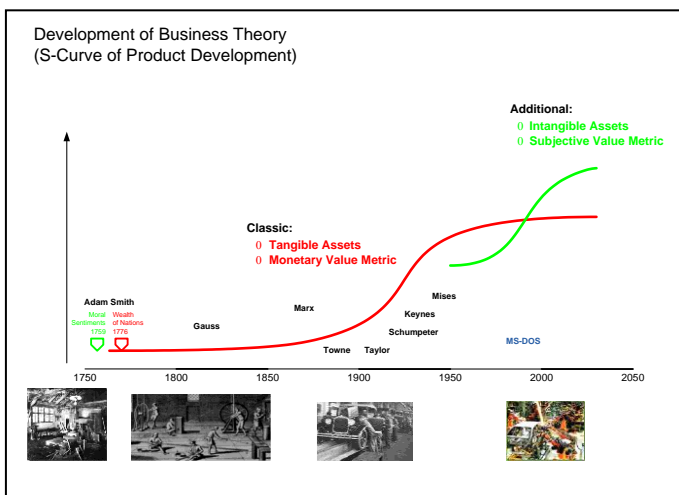 Development of Business Theory
(S-Curve of Product Development)
Additional:
0 Intangible Assets
0 Subjective Value Metric
Classic:
0 Tangible Assets
0 Monetary Value Metric
Adam Smith
Moral
Sentiments
1759
Wealth
of Nations
1776
Gauss
Marx
Mises
Keynes
Schumpeter
Towne
Taylor
MS-DOS
1750
1800
1850
1900
1950
2000
2050